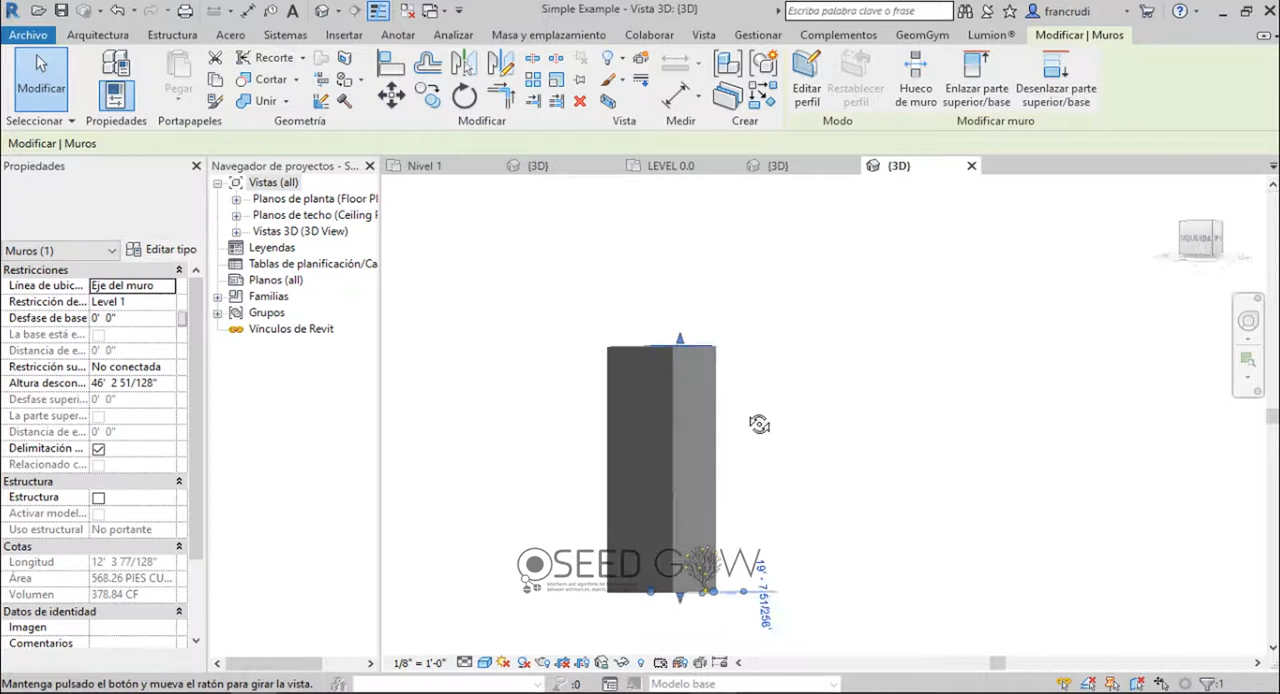 Simple Example - Vista 3D: {3D}
Escriba palabra clave o frase
francrudi
Archivo Arquitectura Estructura Acero Sistemas Insertar Anotar Analizar Masa y emplazamiento Colaborar Vista Gestionar Complementos GeomGym Lumion® Modificar | Muros
Modificar
Propiedades
Pegar
Recorte
Cortar
Unir
Editar perfil
Restablecer perfil
Hueco de muro
Enlazar parte superior/base
Desenlazar parte superior/base
Seleccionar Propiedades Portapapeles Geometría Modificar Vista Medir Crear Modo Modificar muro
Modificar | Muros
Propiedades
Navegador de proyectos - S...
Nivel 1 {3D} LEVEL 0.0 {3D} {3D}
Muros (1) Editar tipo
Restricciones
Línea de ubic... Eje del muro
Restricción de... Level 1
Desfase de base 0' 0"
La base está e...
Distancia de e... 0' 0"
Restricción su... No conectada
Altura descon... 46' 2 51/128"
Desfase superi... 0' 0"
La parte super...
Distancia de e... 0' 0"
Delimitación ...
Relacionado c...
Estructura
Estructura
Activar model...
Uso estructural No portante
Cotas
Longitud 12' 3 77/128"
Área 568.26 PIES CU...
Volumen 378.84 CF
Datos de identidad
Imagen
Comentarios
Vistas (all)
Planos de planta (Floor Pl
Planos de techo (Ceiling F
Vistas 3D (3D View)
Leyendas
Tablas de planificación/Ca
Planos (all)
Familias
Grupos
Vínculos de Revit
19' - 7 51/256"
1/8" = 1'-0"
Mantenga pulsado el botón y mueva el ratón para girar la vista.
:0
Modelo base
:1